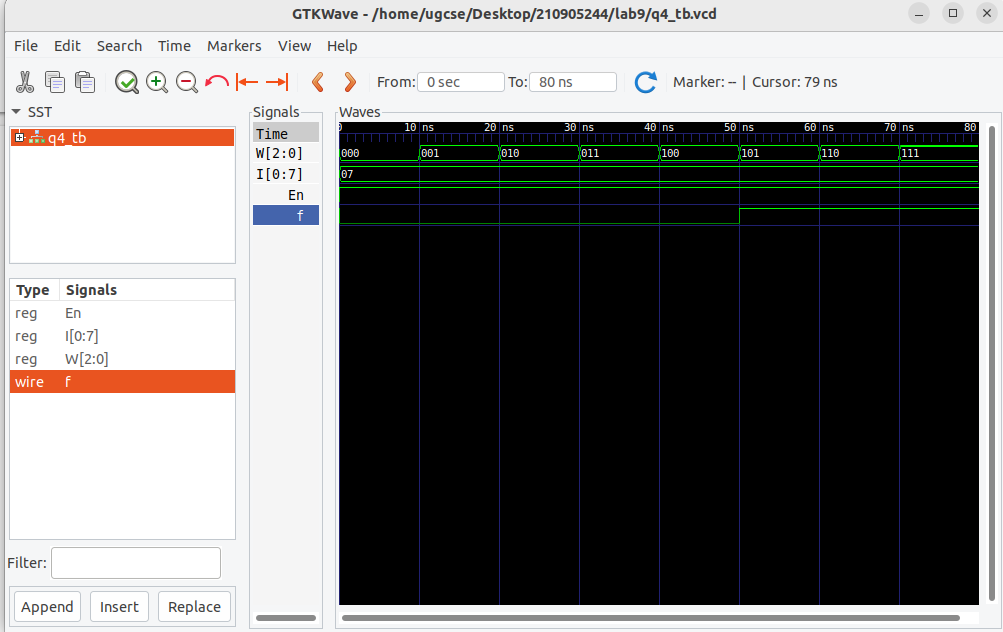 GTKWave - /home/ugcse/Desktop/210905244/lab9/q4_tb.vcd
File Edit Search Time Markers View Help
From: 0 sec To: 80 ns Marker: -- | Cursor: 79 ns
SST
q4_tb
Type Signals
reg En
reg I[0:7]
reg W[2:0]
wire f
Filter:
Append Insert Replace
Signals
Time
W[2:0]
I[0:7]
En
f
Waves
0 10 ns 20 ns 30 ns 40 ns 50 ns 60 ns 70 ns 80
000 001 010 011 100 101 110 111
07